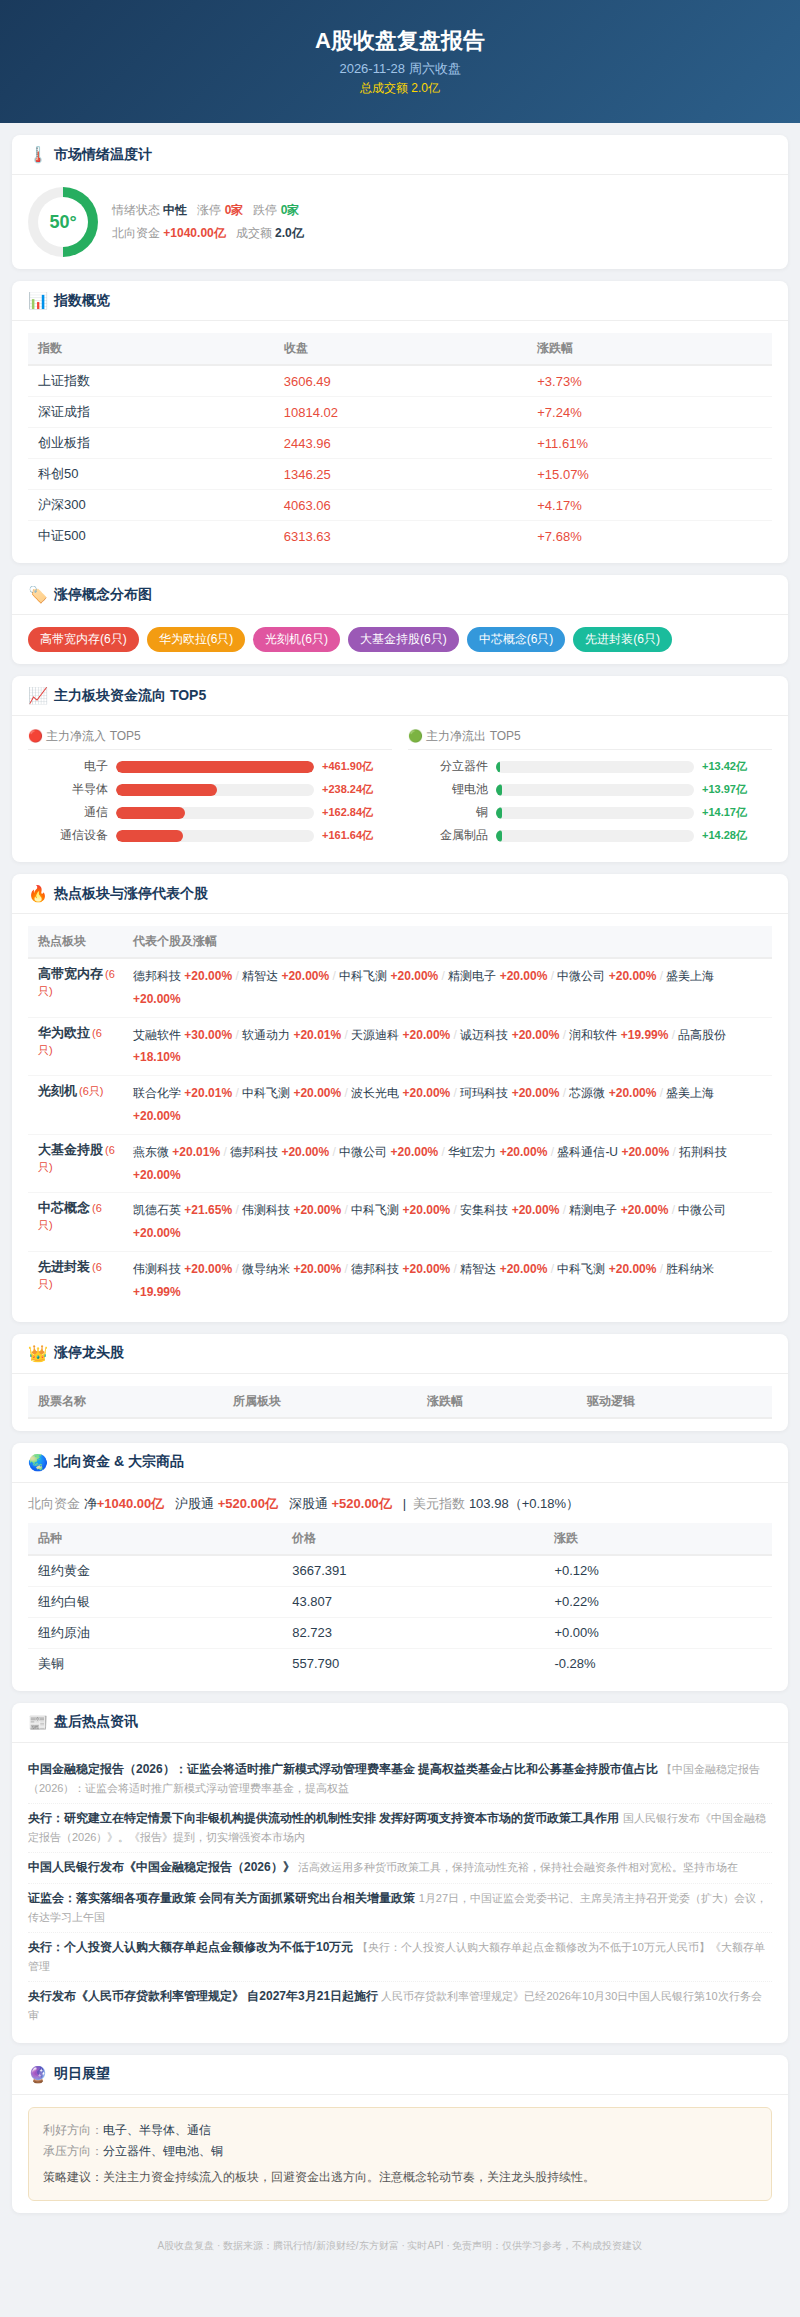 A股收盘复盘报告
2026-11-28 周六收盘
总成交额 2.0亿
市场情绪温度计
50°
情绪状态 中性 涨停 0家 跌停 0家
北向资金 +1040.00亿 成交额 2.0亿
指数概览
指数 收盘 涨跌幅
上证指数 3606.49 +3.73%
深证成指 10814.02 +7.24%
创业板指 2443.96 +11.61%
科创50 1346.25 +15.07%
沪深300 4063.06 +4.17%
中证500 6313.63 +7.68%
涨停概念分布图
高带宽内存(6只) 华为欧拉(6只) 光刻机(6只) 大基金持股(6只) 中芯概念(6只) 先进封装(6只)
主力板块资金流向 TOP5
主力净流入 TOP5
电子 +461.90亿
半导体 +238.24亿
通信 +162.84亿
通信设备 +161.64亿
主力净流出 TOP5
分立器件 +13.42亿
锂电池 +13.97亿
铜 +14.17亿
金属制品 +14.28亿
热点板块与涨停代表个股
热点板块 代表个股及涨幅
高带宽内存 (6
只)
德邦科技 +20.00% / 精智达 +20.00% / 中科飞测 +20.00% / 精测电子 +20.00% / 中微公司 +20.00% / 盛美上海
+20.00%
华为欧拉 (6
只)
艾融软件 +30.00% / 软通动力 +20.01% / 天源迪科 +20.00% / 诚迈科技 +20.00% / 润和软件 +19.99% / 品高股份
+18.10%
光刻机 (6只)
联合化学 +20.01% / 中科飞测 +20.00% / 波长光电 +20.00% / 珂玛科技 +20.00% / 芯源微 +20.00% / 盛美上海
+20.00%
大基金持股 (6
只)
燕东微 +20.01% / 德邦科技 +20.00% / 中微公司 +20.00% / 华虹宏力 +20.00% / 盛科通信-U +20.00% / 拓荆科技
+20.00%
中芯概念 (6
只)
凯德石英 +21.65% / 伟测科技 +20.00% / 中科飞测 +20.00% / 安集科技 +20.00% / 精测电子 +20.00% / 中微公司
+20.00%
先进封装 (6
只)
伟测科技 +20.00% / 微导纳米 +20.00% / 德邦科技 +20.00% / 精智达 +20.00% / 中科飞测 +20.00% / 胜科纳米
+19.99%
涨停龙头股
股票名称 所属板块 涨跌幅 驱动逻辑
北向资金 & 大宗商品
北向资金 净+1040.00亿 沪股通 +520.00亿 深股通 +520.00亿 | 美元指数 103.98（+0.18%）
品种 价格 涨跌
纽约黄金 3667.391 +0.12%
纽约白银 43.807 +0.22%
纽约原油 82.723 +0.00%
美铜 557.790 -0.28%
盘后热点资讯
中国金融稳定报告（2026）：证监会将适时推广新模式浮动管理费率基金 提高权益类基金占比和公募基金持股市值占比 【中国金融稳定报告
（2026）：证监会将适时推广新模式浮动管理费率基金，提高权益
央行：研究建立在特定情景下向非银机构提供流动性的机制性安排 发挥好两项支持资本市场的货币政策工具作用 国人民银行发布《中国金融稳
定报告（2026）》。《报告》提到，切实增强资本市场内
中国人民银行发布《中国金融稳定报告（2026）》 活高效运用多种货币政策工具，保持流动性充裕，保持社会融资条件相对宽松。坚持市场在
证监会：落实落细各项存量政策 会同有关方面抓紧研究出台相关增量政策 1月27日，中国证监会党委书记、主席吴清主持召开党委（扩大）会议，
传达学习上午国
央行：个人投资人认购大额存单起点金额修改为不低于10万元 【央行：个人投资人认购大额存单起点金额修改为不低于10万元人民币】《大额存单
管理
央行发布《人民币存贷款利率管理规定》 自2027年3月21日起施行 人民币存贷款利率管理规定》已经2026年10月30日中国人民银行第10次行务会
审
明日展望
利好方向：电子、半导体、通信
承压方向：分立器件、锂电池、铜
策略建议：关注主力资金持续流入的板块，回避资金出逃方向。注意概念轮动节奏，关注龙头股持续性。
A股收盘复盘 · 数据来源：腾讯行情/新浪财经/东方财富 · 实时API · 免责声明：仅供学习参考，不构成投资建议